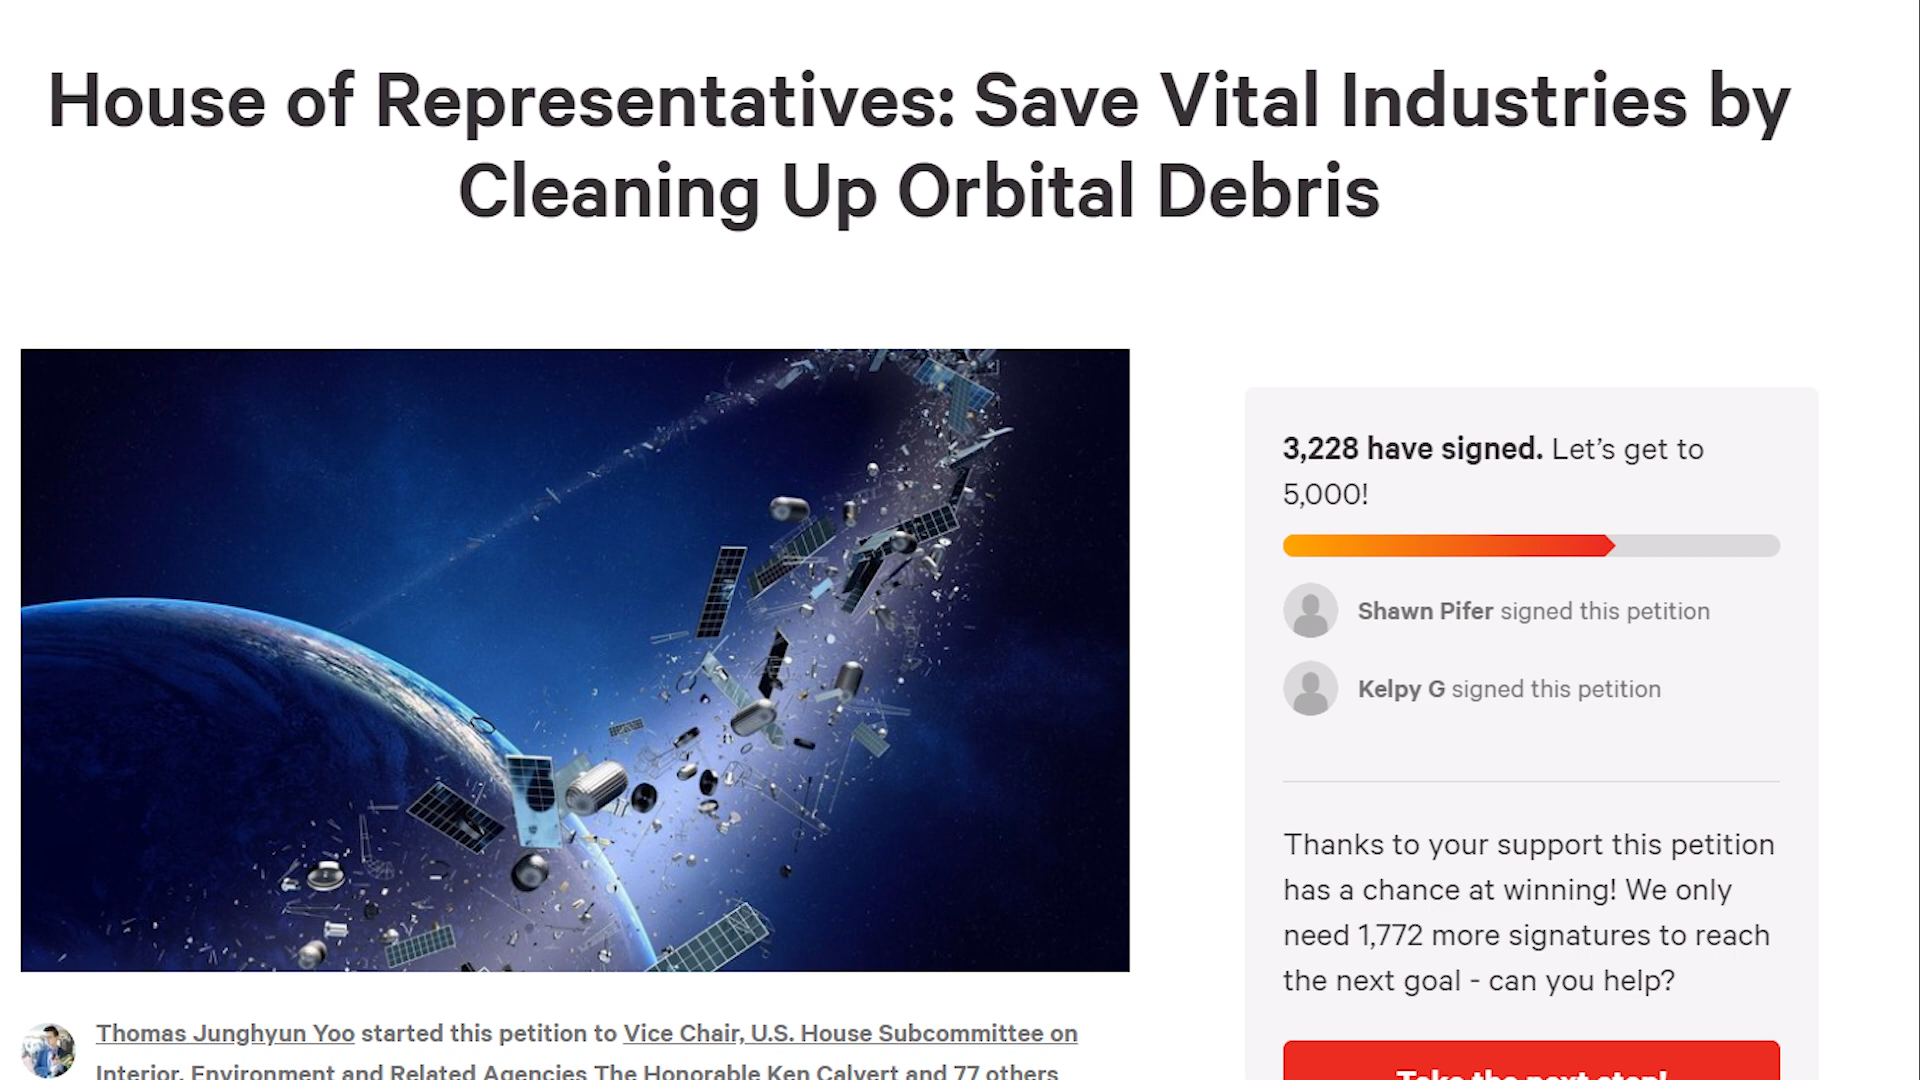 House of Representatives: Save Vital Industries by
Cleaning Up Orbital Debris
3,228 have signed. Let’s get to
5,000!
Shawn Pifer signed this petition
Kelpy G signed this petition
Thanks to your support this petition
has a chance at winning! We only
need 1,772 more signatures to reach
the next goal - can you help?
Thomas Junghyun Yoo started this petition to Vice Chair, U.S. House Subcommittee on
Interior, Environment and Related Agencies The Honorable Ken Calvert and 77 others
Take the next step!